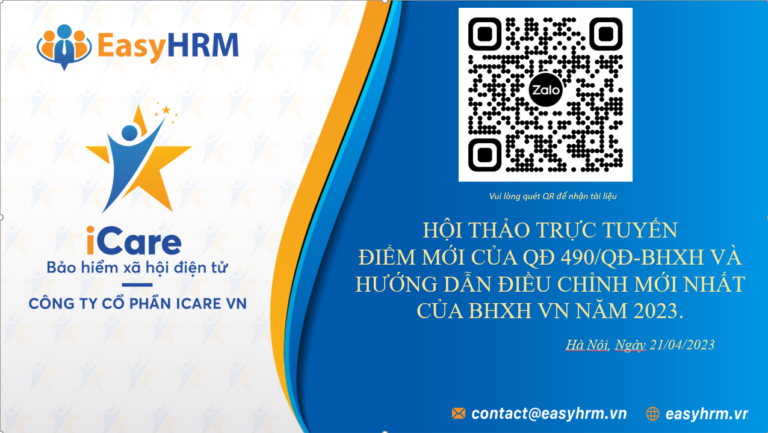 EasyHRM
iCare
Bảo hiểm xã hội điện tử
CÔNG TY CỔ PHẦN ICARE VN
Zalo
Vui lòng quét QR để nhận tài liệu
HỘI THẢO TRỰC TUYẾN
ĐIỂM MỚI CỦA QĐ 490/QĐ-BHXH VÀ
HƯỚNG DẪN ĐIỀU CHỈNH MỚI NHẤT
CỦA BHXH VN NĂM 2023.
Hà Nôi, Ngày 21/04/2023
contact@easyhrm.vn
easyhrm.vr